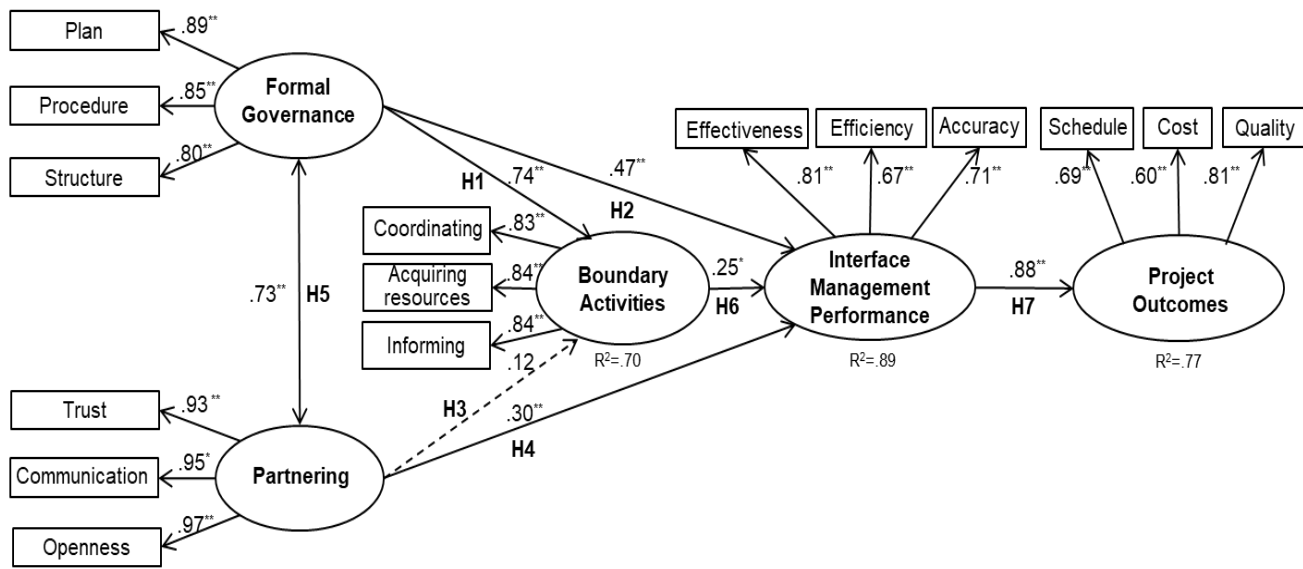 Plan
.89**
Formal
Governance
Procedure
.85**
Structure
.80**
.73**
H5
Trust
.93 **
Communication
.95*
Partnering
Openness
.97**
H1
.74**
.47**
H2
Coordinating
.83**
Acquiring
resources
.84**
Informing
.84**
Boundary
Activities
R²=.70
.12
H3
.30**
H4
.25*
H6
Effectiveness
Efficiency
Accuracy
.81**
.67**
.71**
Interface
Management
Performance
R²=.89
.88**
H7
Schedule
Cost
Quality
.69**
.60**
.81**
Project
Outcomes
R²=.77